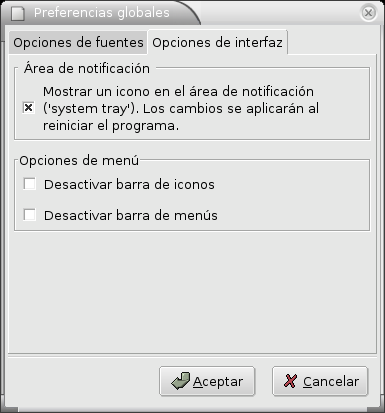 Preferencias globales
Opciones de fuentes
Opciones de interfaz
Área de notificación
Mostrar un icono en el área de notificación
('system tray'). Los cambios se aplicarán al
reiniciar el programa.
Opciones de menú
Desactivar barra de iconos
Desactivar barra de menús
Aceptar
Cancelar